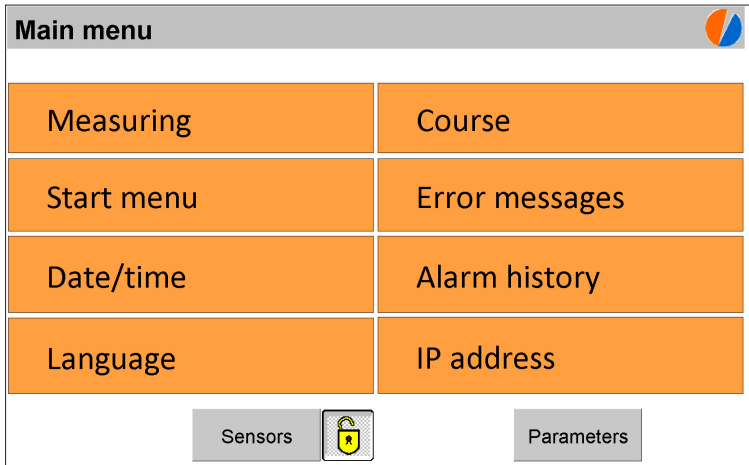 Main menu
Measuring
Course
Start menu
Error messages
Date/time
Alarm history
Language
IP address
Sensors
Parameters